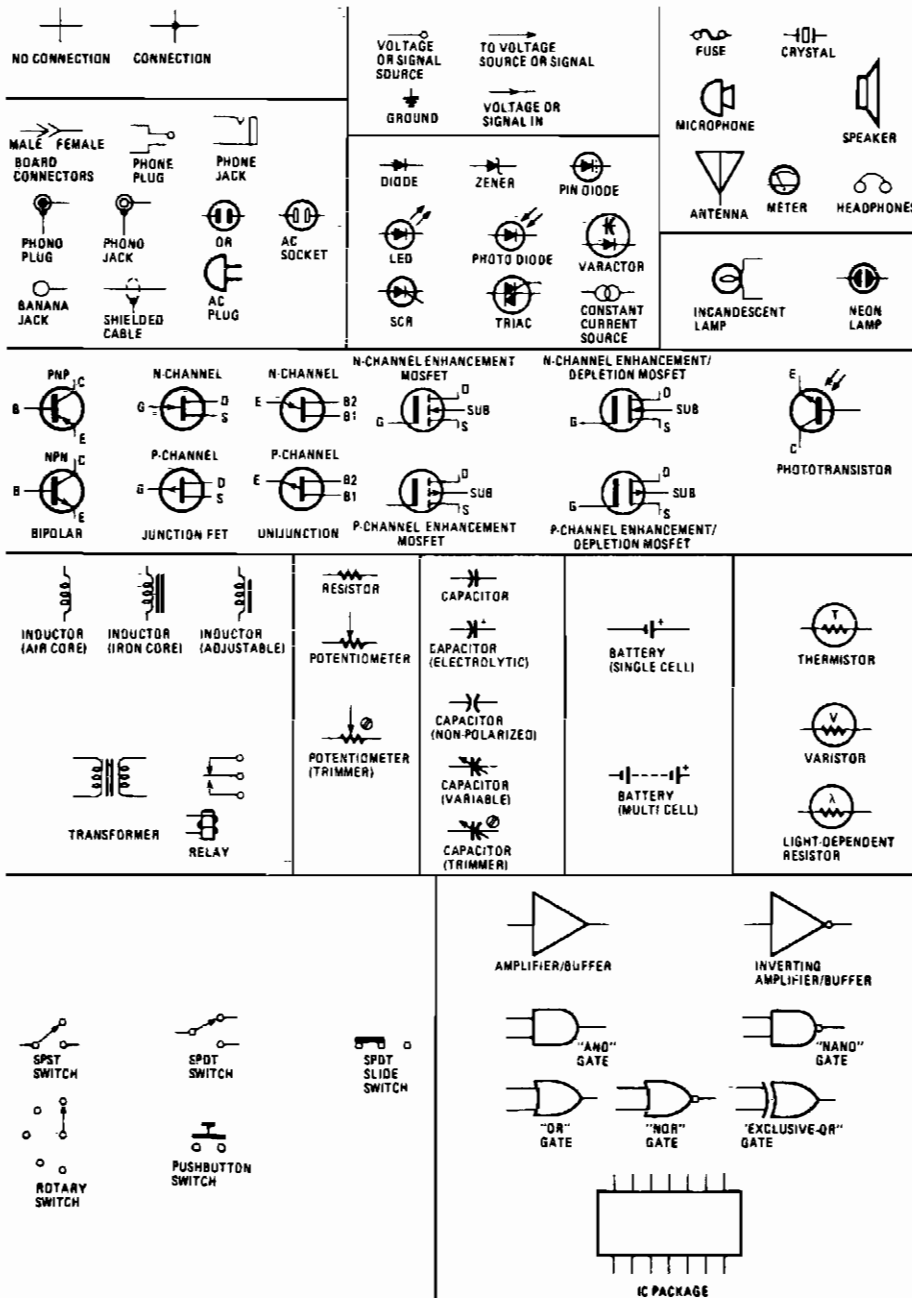 NO CONNECTION
CONNECTION
VOLTAGE
OR SIGNAL
SOURCE
TO VOLTAGE
SOURCE OR SIGNAL
GROUND
VOLTAGE OR
SIGNAL IN
FUSE
CRYSTAL
MICROPHONE
SPEAKER
ANTENNA
METER
HEADPHONES
MALE FEMALE
BOARD
CONNECTORS
PHONE
PLUG
PHONE
JACK
PHONO
PLUG
PHONO
JACK
OR
AC
SOCKET
BANANA
JACK
SHIELDED
CABLE
AC
PLUG
DIODE
ZENER
PIN DIODE
LED
PHOTO DIODE
VARACTOR
SCR
TRIAC
CONSTANT
CURRENT
SOURCE
INCANDESCENT
LAMP
NEON
LAMP
PNP
C
B
E
NPN
C
B
E
BIPOLAR
N-CHANNEL
G
D
S
P-CHANNEL
G
D
S
JUNCTION FET
N-CHANNEL
E
B2
B1
P-CHANNEL
E
B2
B1
UNIJUNCTION
N-CHANNEL ENHANCEMENT
MOSFET
D
SUB
G
S
D
SUB
G
S
P-CHANNEL ENHANCEMENT
MOSFET
N-CHANNEL ENHANCEMENT/
DEPLETION MOSFET
D
SUB
G
S
D
SUB
G
S
P-CHANNEL ENHANCEMENT/
DEPLETION MOSFET
E
C
PHOTOTRANSISTOR
INDUCTOR
(AIR CORE)
INDUCTOR
(IRON CORE)
INDUCTOR
(ADJUSTABLE)
TRANSFORMER
RELAY
RESISTOR
POTENTIOMETER
POTENTIOMETER
(TRIMMER)
CAPACITOR
+
CAPACITOR
(ELECTROLYTIC)
CAPACITOR
(NON-POLARIZED)
CAPACITOR
(VARIABLE)
CAPACITOR
(TRIMMER)
+
BATTERY
(SINGLE CELL)
+
BATTERY
(MULTI CELL)
T
THERMISTOR
V
VARISTOR
λ
LIGHT-DEPENDENT
RESISTOR
SPST
SWITCH
SPDT
SWITCH
SPDT
SLIDE
SWITCH
ROTARY
SWITCH
PUSHBUTTON
SWITCH
AMPLIFIER/BUFFER
INVERTING
AMPLIFIER/BUFFER
"AND"
GATE
"NAND"
GATE
"OR"
GATE
"NOR"
GATE
"EXCLUSIVE-OR"
GATE
IC PACKAGE